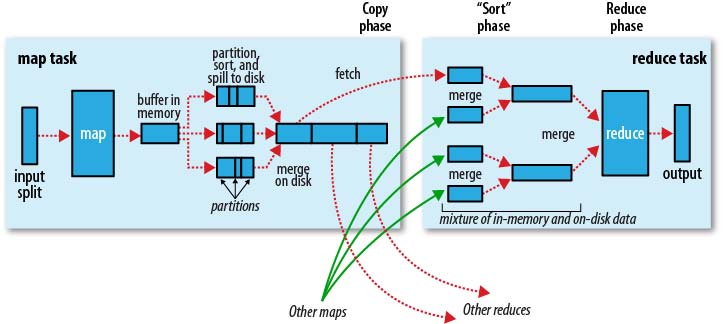 Copy
phase
“Sort”
phase
Reduce
phase
map task
partition,
sort, and
spill to disk
fetch
reduce task
buffer in
memory
map
merge
merge
reduce
input
split
merge
on disk
merge
output
partitions
mixture of in-memory and on-disk data
Other maps
Other reduces